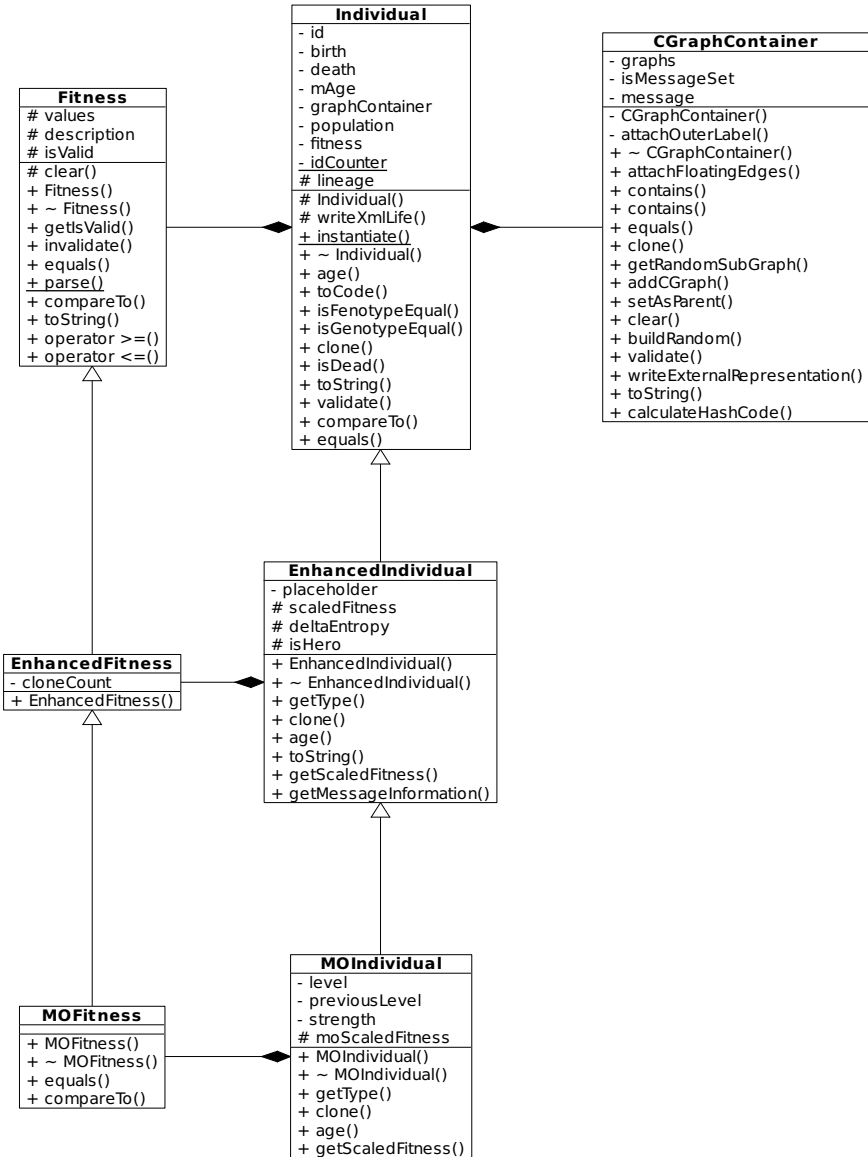 Individual
- id
- birth
- death
- mAge
- graphContainer
- population
- fitness
- idCounter
# lineage
# Individual()
# writeXmlLife()
+ instantiate()
+ ~ Individual()
+ age()
+ toCode()
+ isFenotypeEqual()
+ isGenotypeEqual()
+ clone()
+ isDead()
+ toString()
+ validate()
+ compareTo()
+ equals()
CGraphContainer
- graphs
- isMessageSet
- message
- CGraphContainer()
- attachOuterLabel()
+ ~ CGraphContainer()
+ attachFloatingEdges()
+ contains()
+ contains()
+ equals()
+ clone()
+ getRandomSubGraph()
+ addCGraph()
+ setAsParent()
+ clear()
+ buildRandom()
+ validate()
+ writeExternalRepresentation()
+ toString()
+ calculateHashCode()
Fitness
# values
# description
# isValid
# clear()
+ Fitness()
+ ~ Fitness()
+ getIsValid()
+ invalidate()
+ equals()
+ parse()
+ compareTo()
+ toString()
+ operator >=()
+ operator <=()
EnhancedIndividual
- placeholder
# scaledFitness
# deltaEntropy
# isHero
+ EnhancedIndividual()
+ ~ EnhancedIndividual()
+ getType()
+ clone()
+ age()
+ toString()
+ getScaledFitness()
+ getMessageInformation()
EnhancedFitness
- cloneCount
+ EnhancedFitness()
MOIndividual
- level
- previousLevel
- strength
# moScaledFitness
+ MOIndividual()
+ ~ MOIndividual()
+ getType()
+ clone()
+ age()
+ getScaledFitness()
MOFitness
+ MOFitness()
+ ~ MOFitness()
+ equals()
+ compareTo()